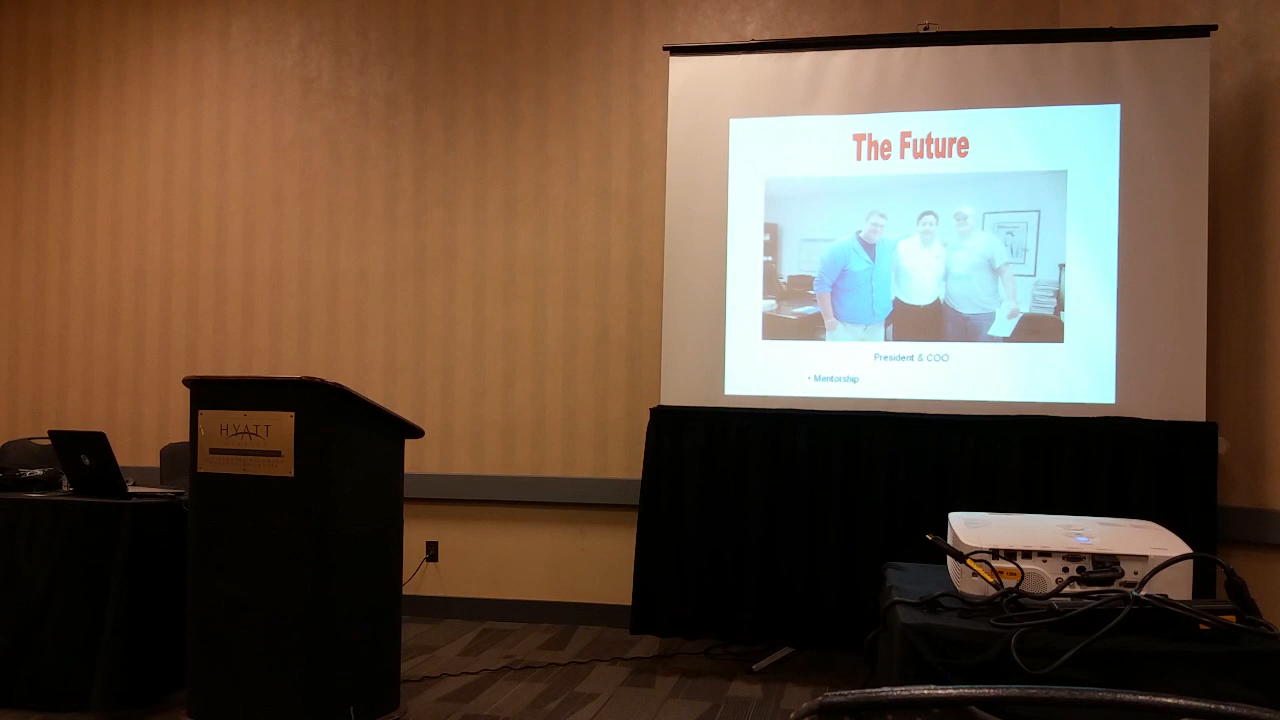 The Future
President & COO
• Mentorship
HYATT